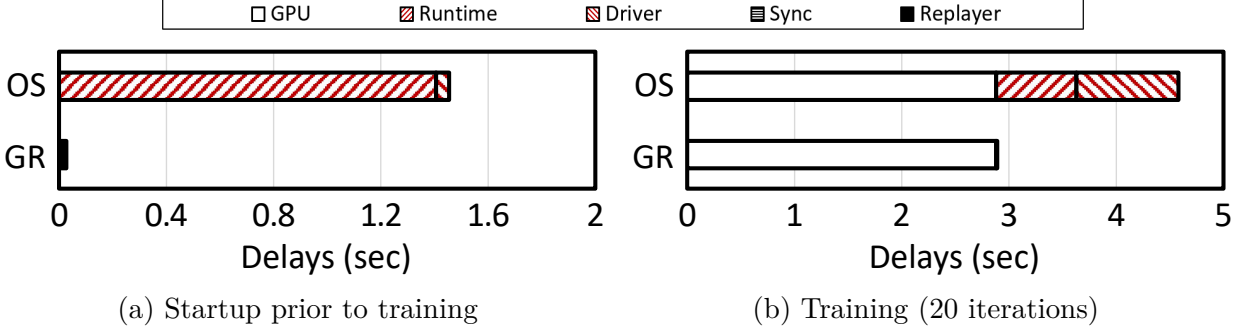 GPU Runtime Driver Sync Replayer
OS
GR
0 0.4 0.8 1.2 1.6 2
Delays (sec)
(a) Startup prior to training
OS
GR
0 1 2 3 4 5
Delays (sec)
(b) Training (20 iterations)